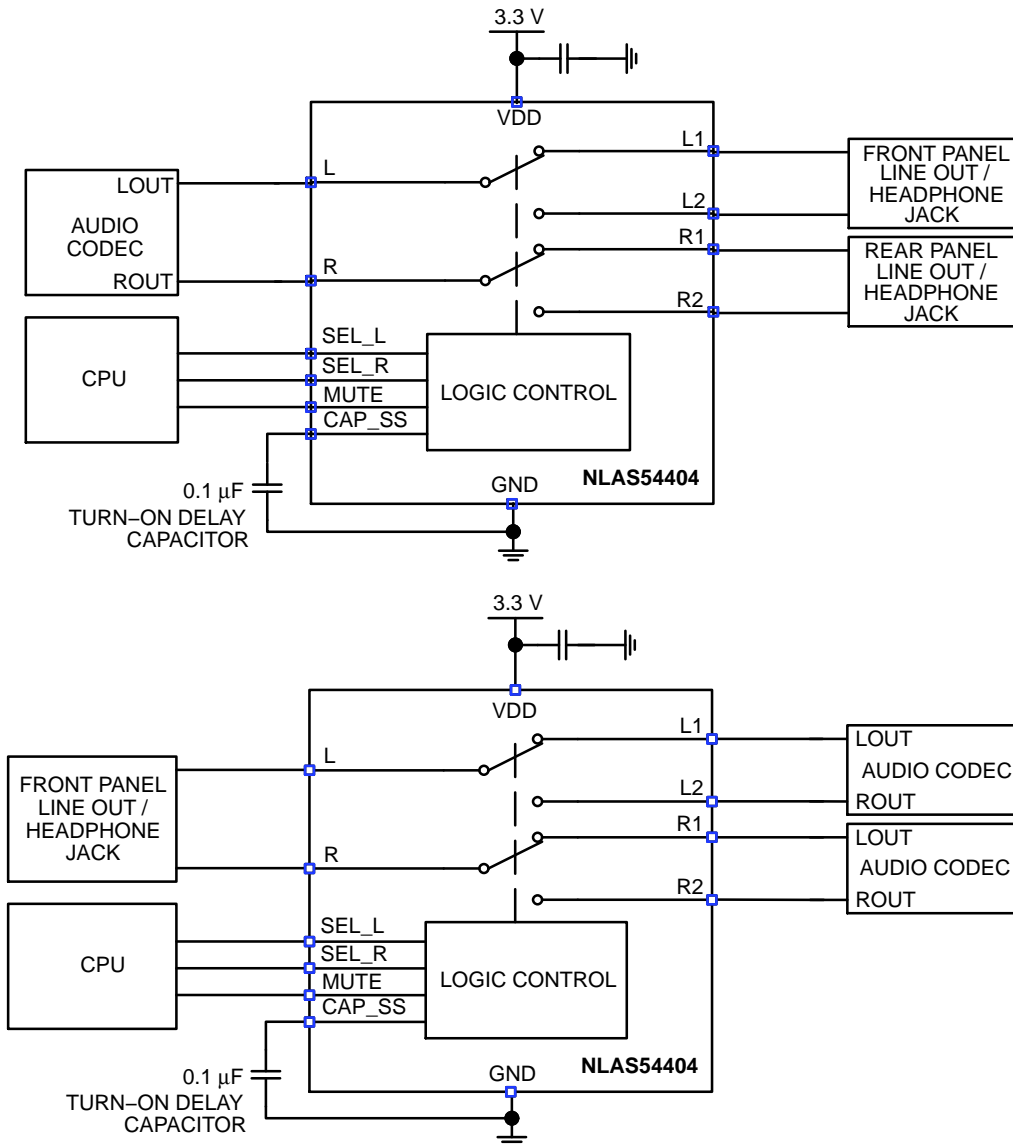 3.3 V
VDD
L
L1
L2
R1
R
R2
LOUT
AUDIO
CODEC
ROUT
FRONT PANEL
LINE OUT /
HEADPHONE
JACK
REAR PANEL
LINE OUT /
HEADPHONE
JACK
CPU
SEL_L
SEL_R
MUTE
CAP_SS
LOGIC CONTROL
NLAS54404
GND
0.1 μF
TURN−ON DELAY
CAPACITOR
3.3 V
VDD
L
L1
L2
R1
R
R2
FRONT PANEL
LINE OUT /
HEADPHONE
JACK
LOUT
AUDIO CODEC
ROUT
LOUT
AUDIO CODEC
ROUT
CPU
SEL_L
SEL_R
MUTE
CAP_SS
LOGIC CONTROL
NLAS54404
GND
0.1 μF
TURN−ON DELAY
CAPACITOR